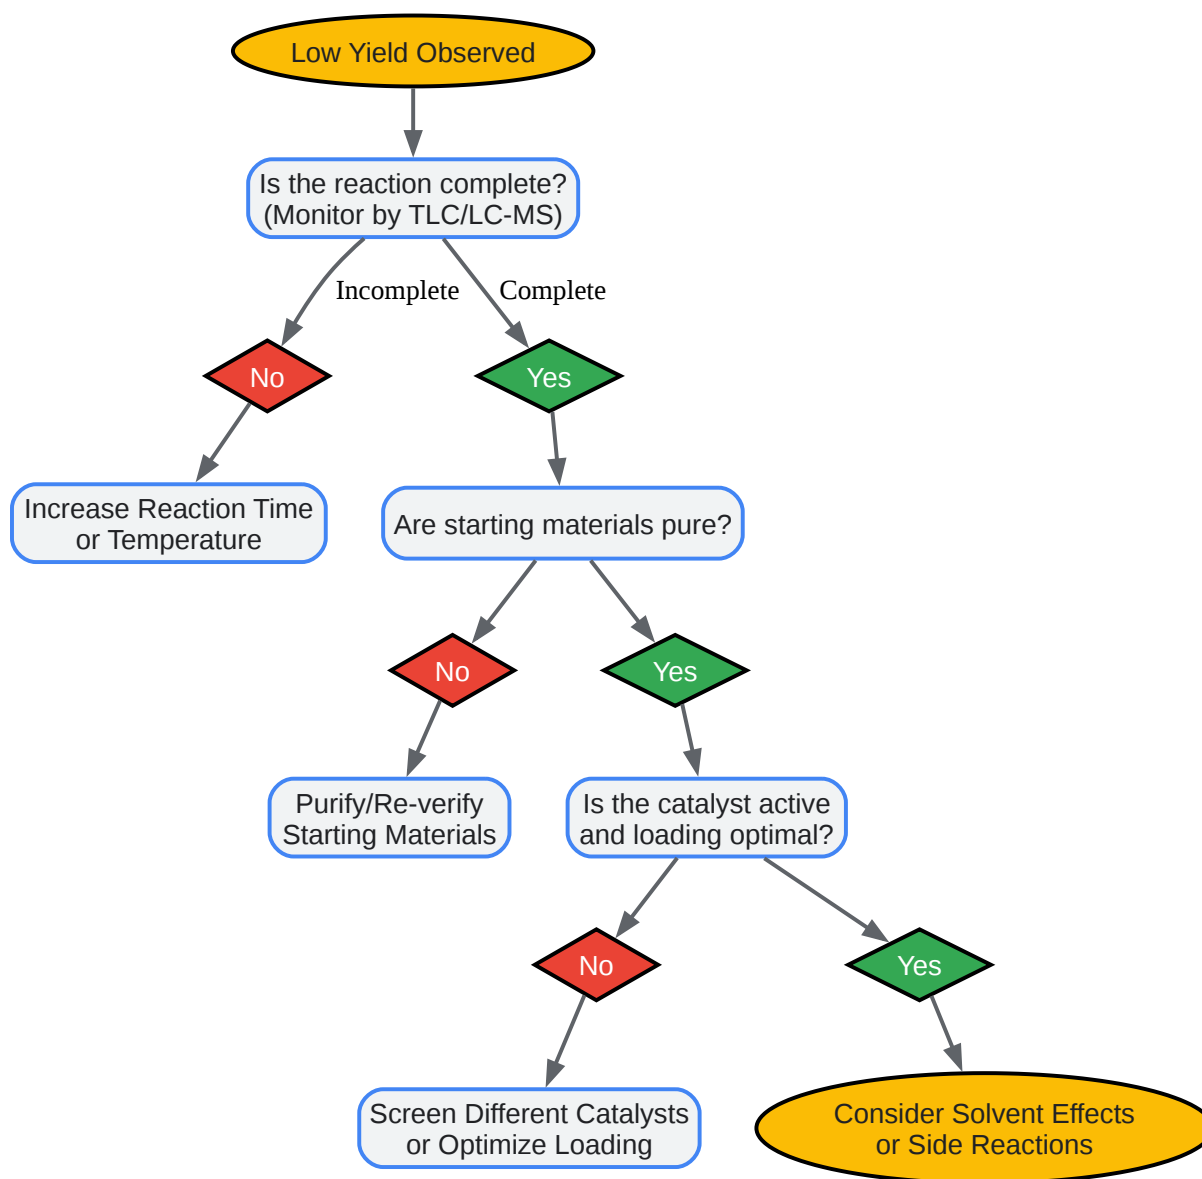 Low Yield Observed
Is the reaction complete?
(Monitor by TLC/LC-MS)
Incomplete
Complete
No
Yes
Increase Reaction Time
or Temperature
Are starting materials pure?
No
Yes
Purify/Re-verify
Starting Materials
Is the catalyst active
and loading optimal?
No
Yes
Screen Different Catalysts
or Optimize Loading
Consider Solvent Effects
or Side Reactions